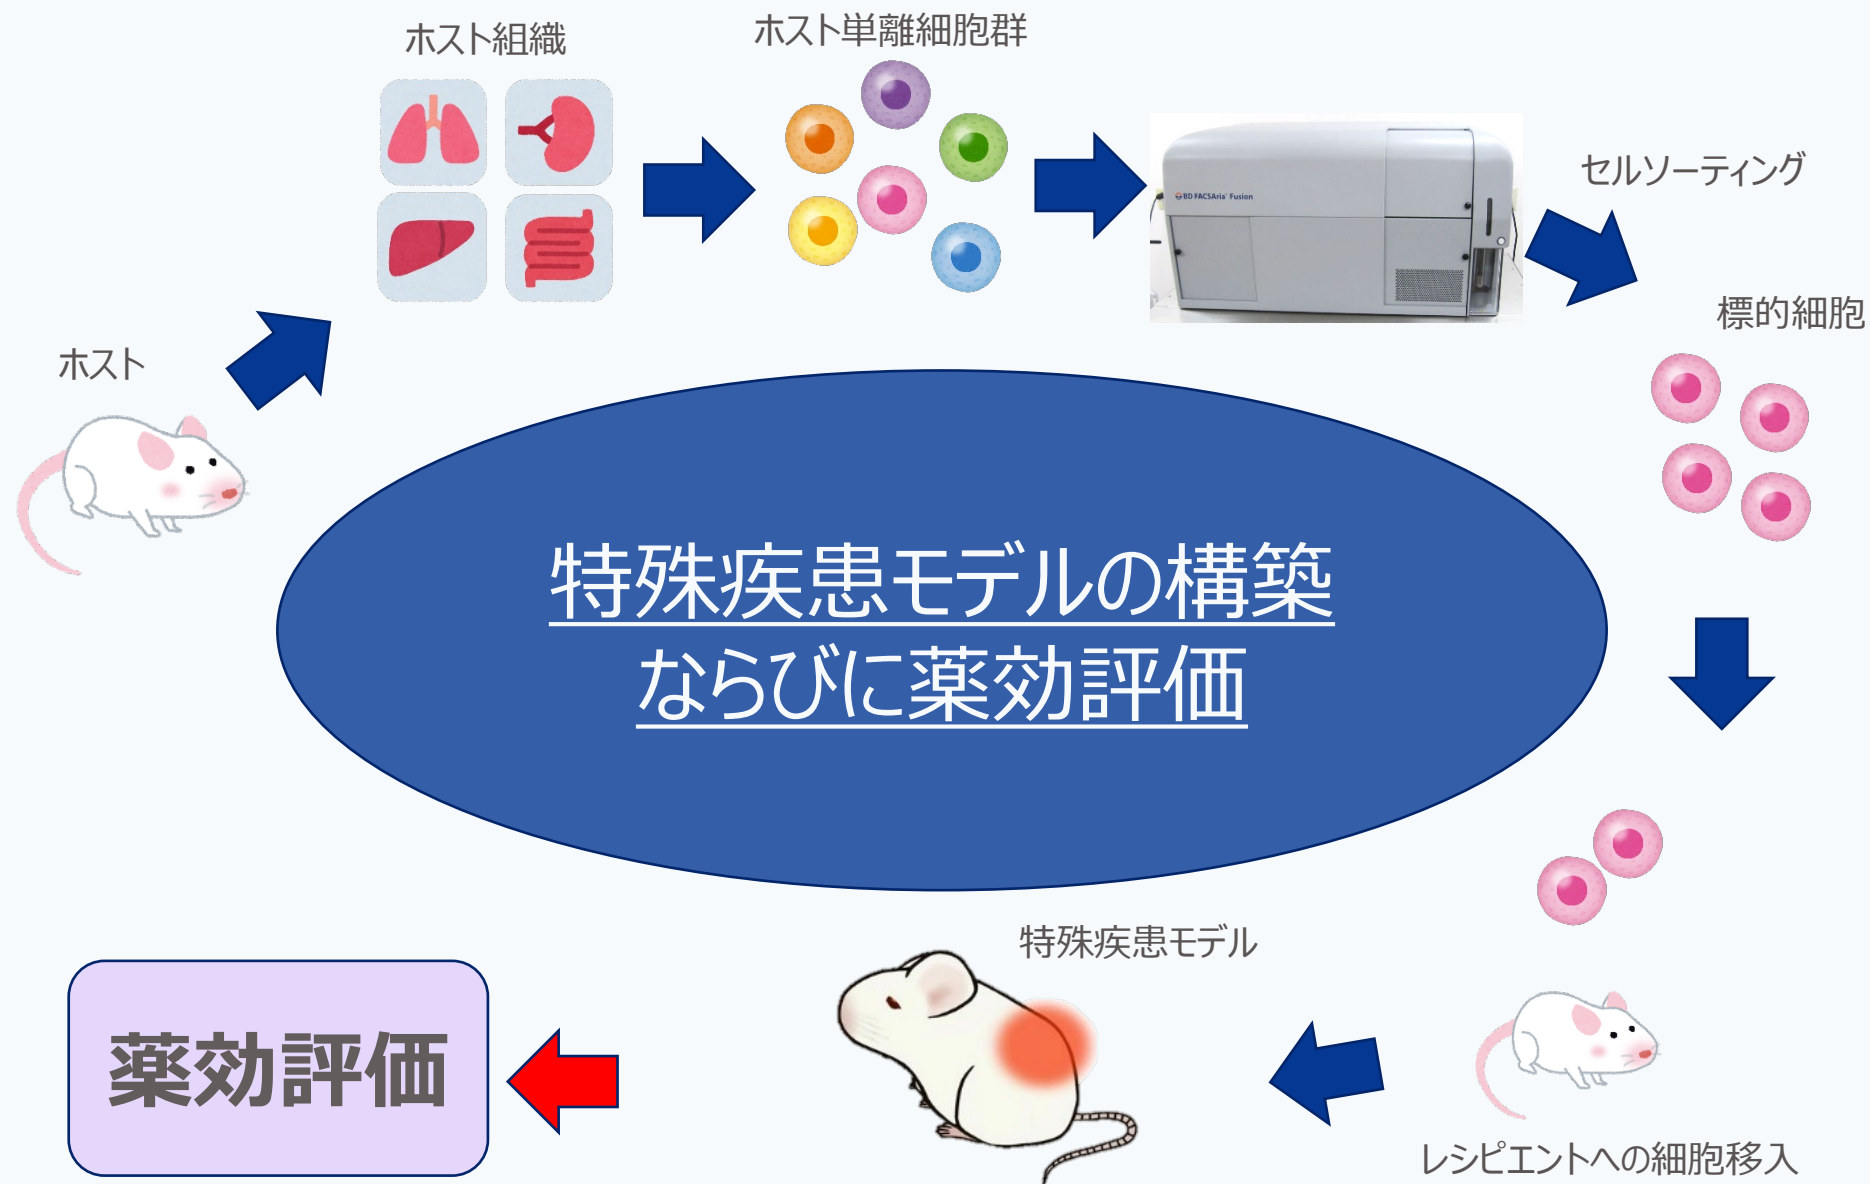 ホスト組織
ホスト単離細胞群
BD FACSAria Fusion
セルソーティング
標的細胞
ホスト
特殊疾患モデルの構築
ならびに薬効評価
特殊疾患モデル
薬効評価
レシピエントへの細胞移入